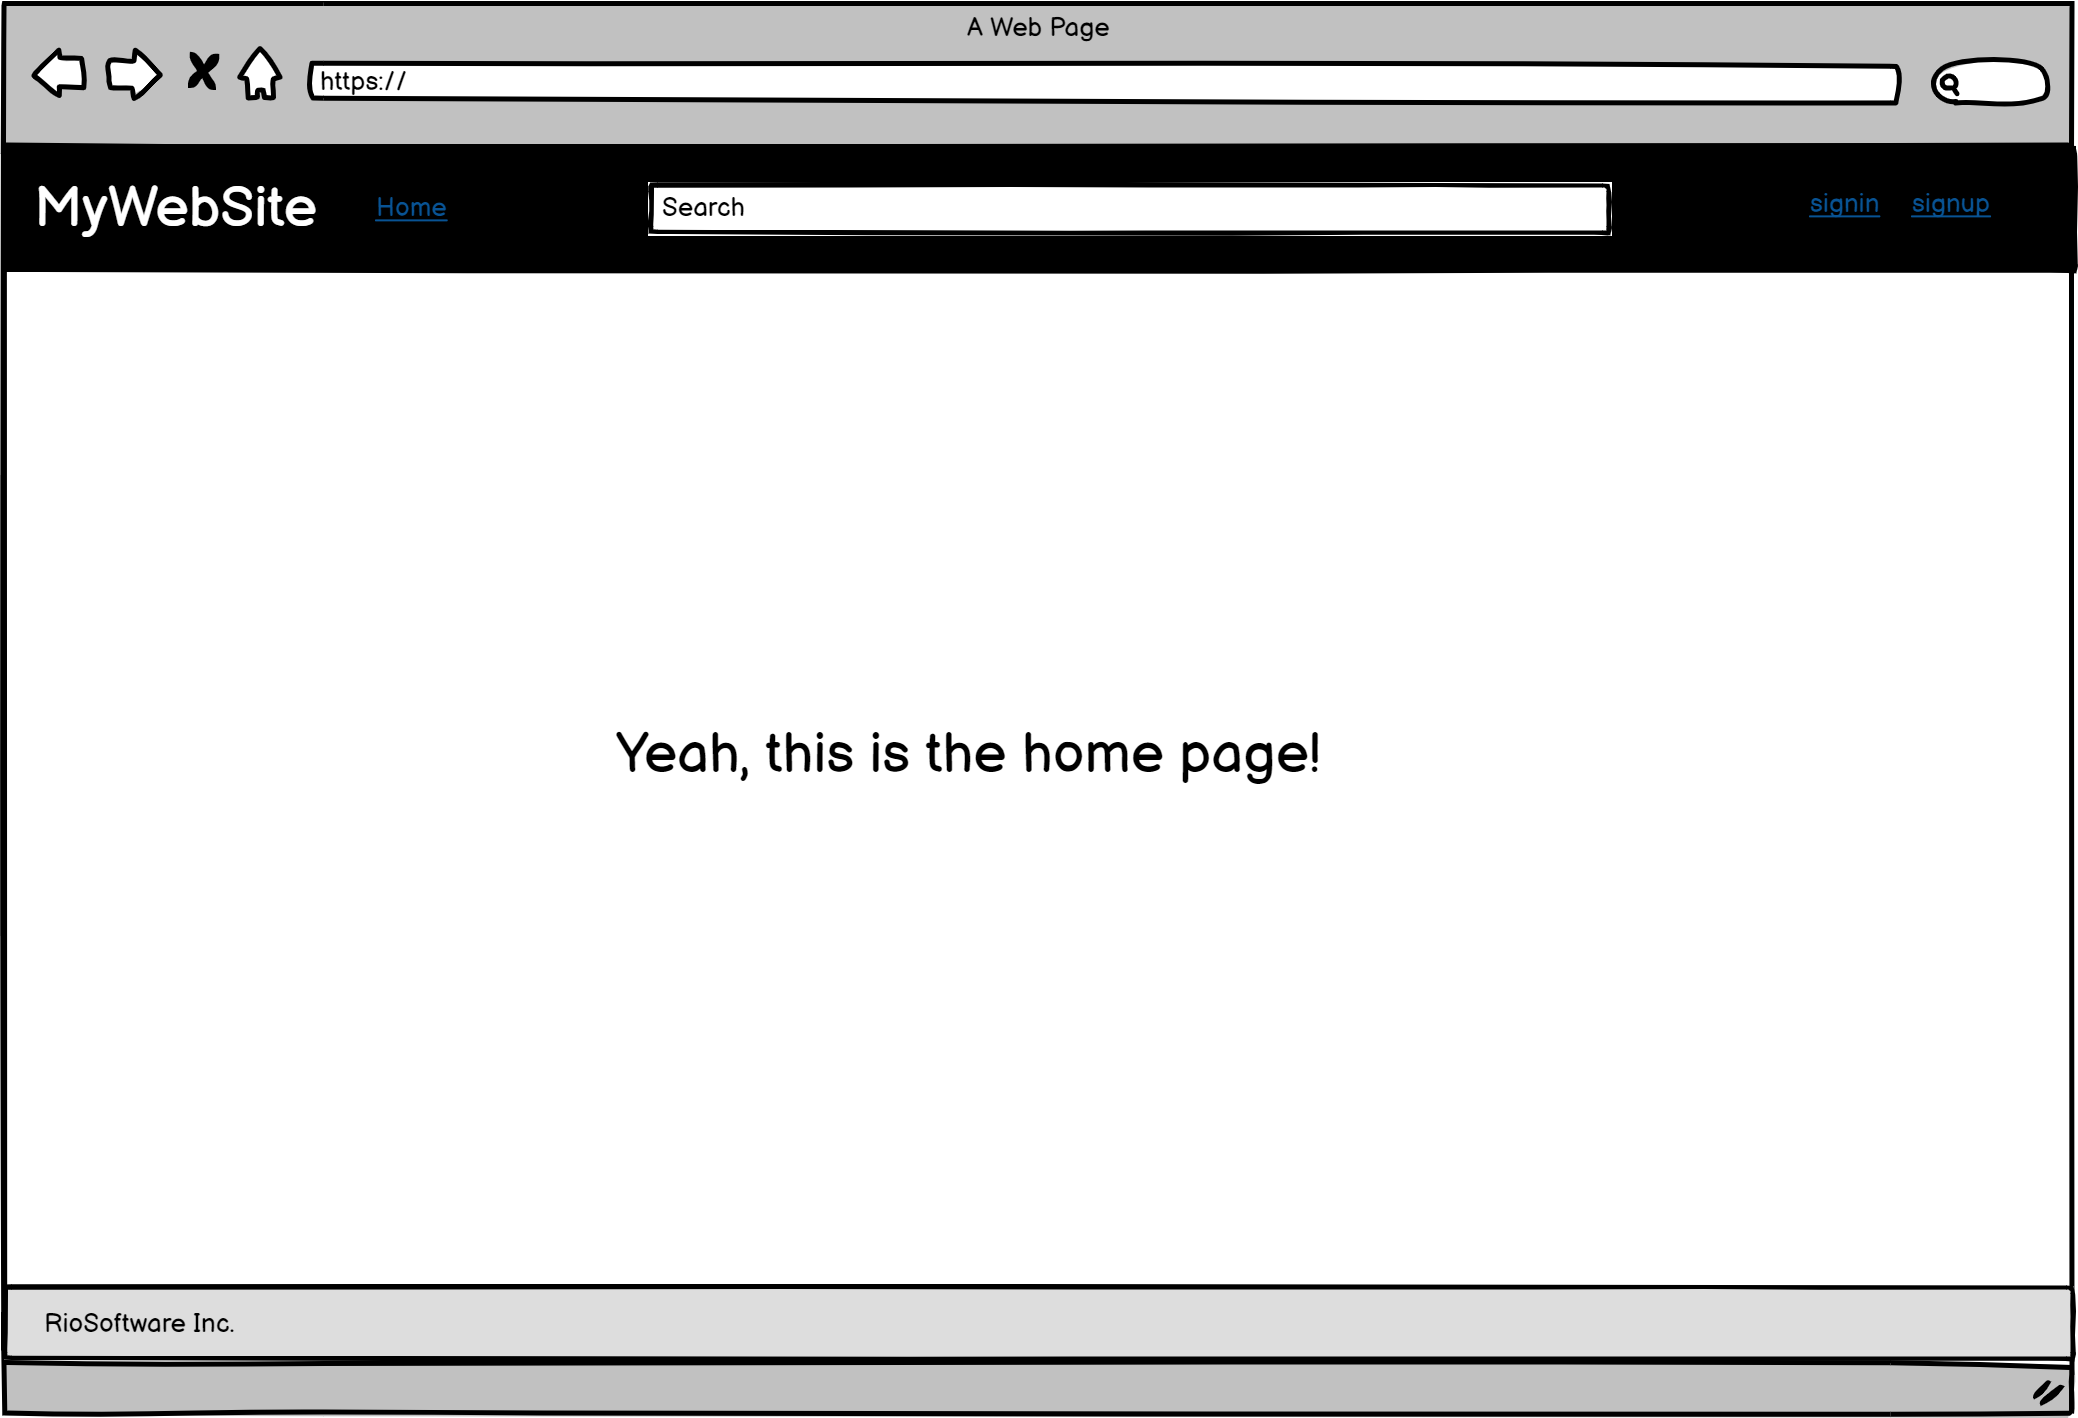 A Web Page
https://
MyWebSite Home Search signin signup
Yeah, this is the home page!
RioSoftware Inc.